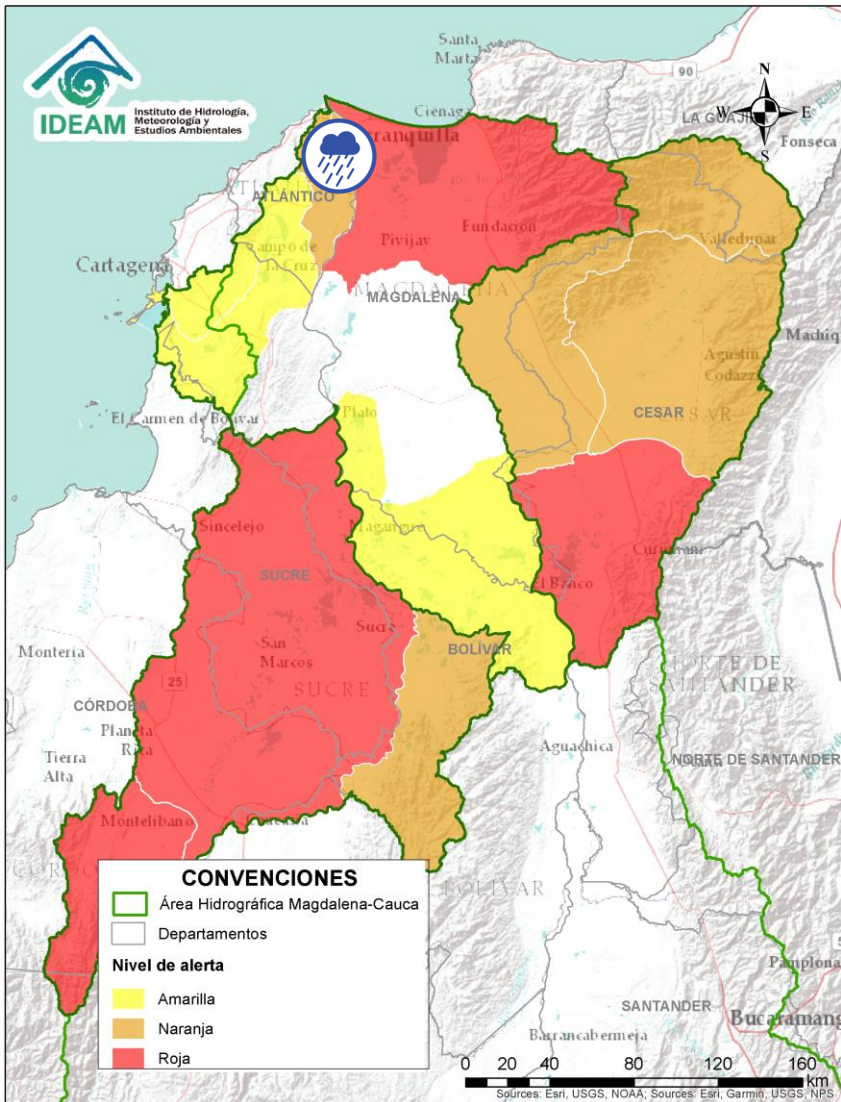 IDEAM
Instituto de Hidrología,
Meteorología y
Estudios Ambientales
Santa
Marta
90
N
W
E
S
Ciénaga
LA GUAJIRA
Fonseca
rranquilla
ATLÁNTICO
Fundación
Pivijay
Valledupar
Campo de
la Cruz
Cartagena
MAGDALENA
Agustín
Codazzi
CESAR
El Carmen de Bolívar
Plato
Sincelejo
Magangué
Curumaní
El Banco
SUCRE
Sucre
San
Marcos
BOLÍVAR
Montería
25
SUCRE
NORTE DE
SANTANDER
CÓRDOBA
Planeta
Rica
Tierra
Alta
Aguachica
NORTE DE SANTANDER
Montelíbano
Caucasia
BOLÍVAR
CONVENCIONES
Área Hidrográfica Magdalena-Cauca
Departamentos
Nivel de alerta
Amarilla
Naranja
Roja
Pamplona
SANTANDER
Bucaramang
Barrancabermeja
0 20 40 80 120 160
km
Sources: Esri, USGS, NOAA; Sources: Esri, Garmin, USGS, NPS